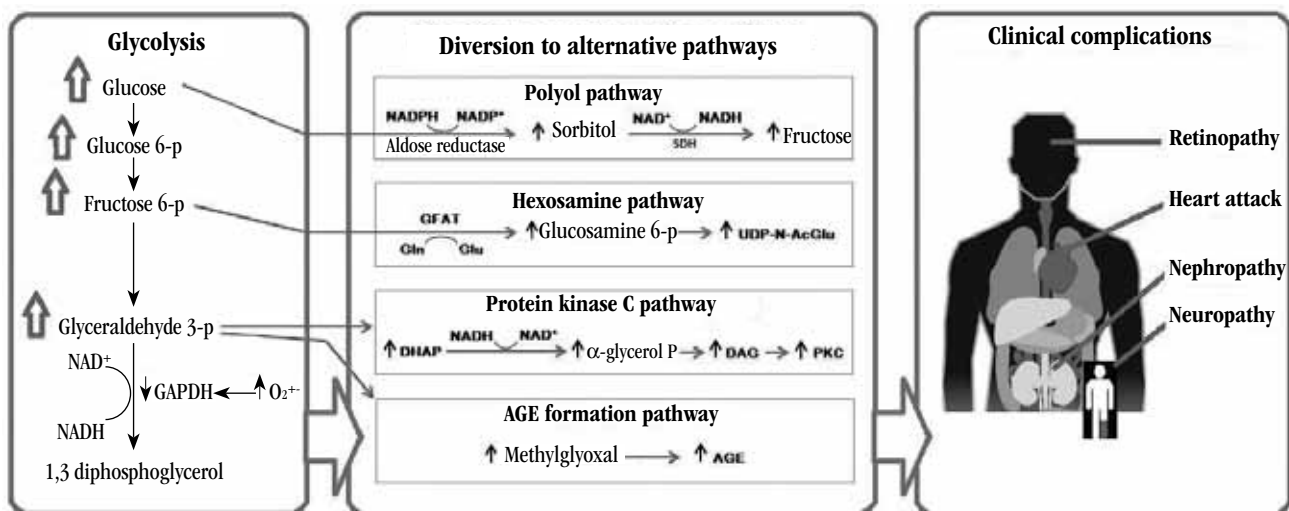 Glycolysis
Glucose
Glucose 6-p
Fructose 6-p
Glyceraldehyde 3-p
NAD+
GAPDH
O₂+·
NADH
1,3 diphosphoglycerol
Diversion to alternative pathways
Polyol pathway
NADPH NADP+ NAD+ NADH
Sorbitol Fructose
Aldose reductase SDH
Hexosamine pathway
GFAT
Glucosamine 6-p UDP-N-AcGlu
Gln Glu
Protein kinase C pathway
NADH NAD+
DHAP α-glycerol P DAG PKC
AGE formation pathway
Methylglyoxal AGE
Clinical complications
Retinopathy
Heart attack
Nephropathy
Neuropathy